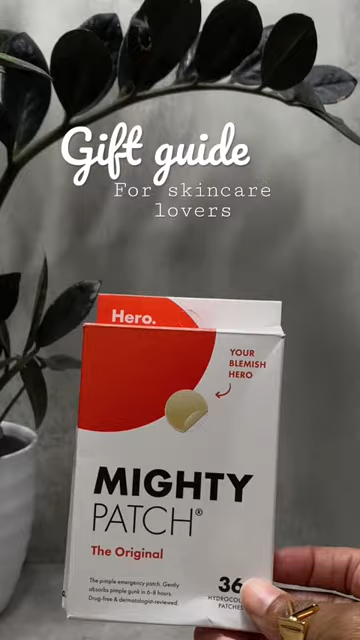 Gift guide
For skincare
lovers
Hero.
YOUR
BLEMISH
HERO
MIGHTY
PATCH®
The Original
The pimple emergency patch. Gently
absorbs pimple gunk in 6-8 hours.
Drug-free & dermatologist-reviewed.
36
PATCHES